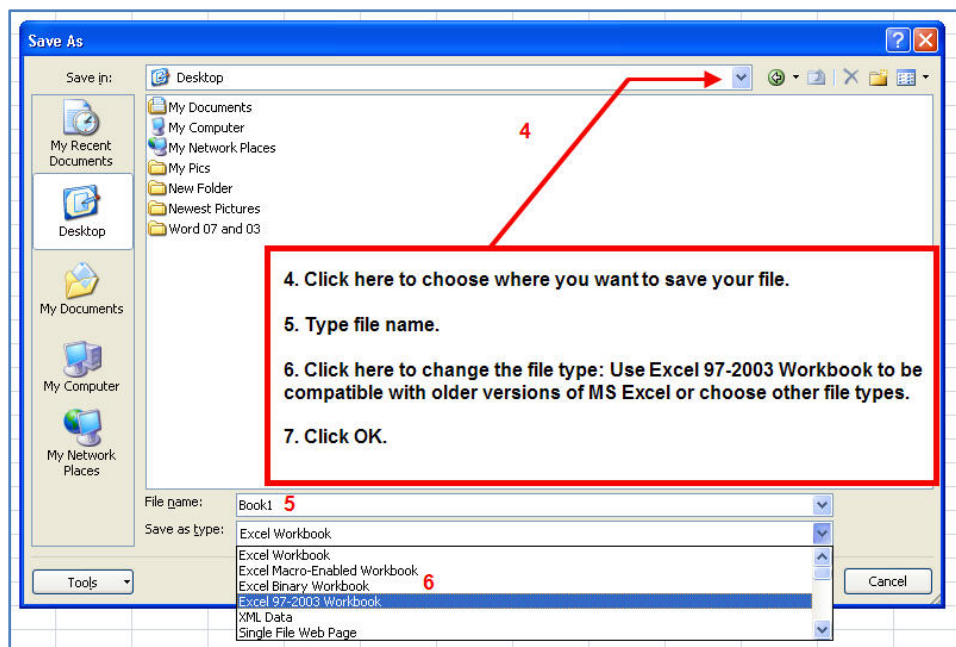 Save As
Save in:
Desktop
My Recent
Documents
Desktop
My Documents
My Computer
My Network
Places
My Documents
My Computer
My Network Places
My Pics
New Folder
Newest Pictures
Word 07 and 03
4
4. Click here to choose where you want to save your file.
5. Type file name.
6. Click here to change the file type: Use Excel 97-2003 Workbook to be
compatible with older versions of MS Excel or choose other file types.
7. Click OK.
File name:
Book1 5
Save as type:
Excel Workbook
Excel Workbook
Excel Macro-Enabled Workbook
Excel Binary Workbook
6
Excel 97-2003 Workbook
XML Data
Single File Web Page
Tools
Cancel